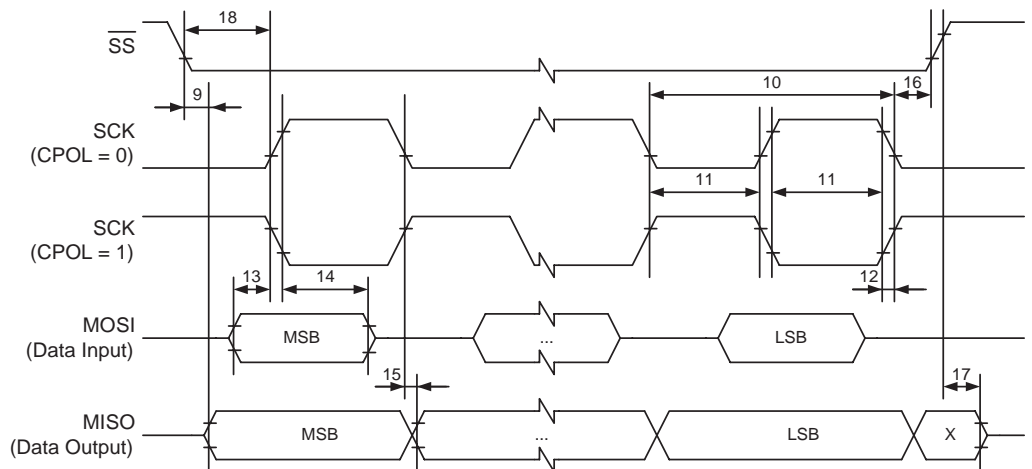 18
SS
10
9
16
SCK
(CPOL = 0)
11
11
SCK
(CPOL = 1)
13
14
12
MOSI
(Data Input)
MSB
...
LSB
15
17
MISO
(Data Output)
MSB
...
LSB
X